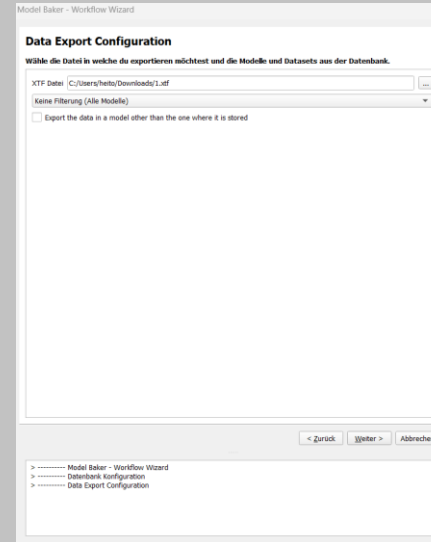 Model Baker - Workflow Wizard
Data Export Configuration
Wähle die Datei in welche du exportieren möchtest und die Modelle und Datasets aus der Datenbank.
XTF Datei C:/Users/heito/Downloads/1.xtf ...
Keine Filterung (Alle Modelle)
Export the data in a model other than the one where it is stored
< Zurück Weiter > Abbreche
> ---------- Model Baker - Workflow Wizard
> ---------- Datenbank Konfiguration
> ---------- Data Export Configuration